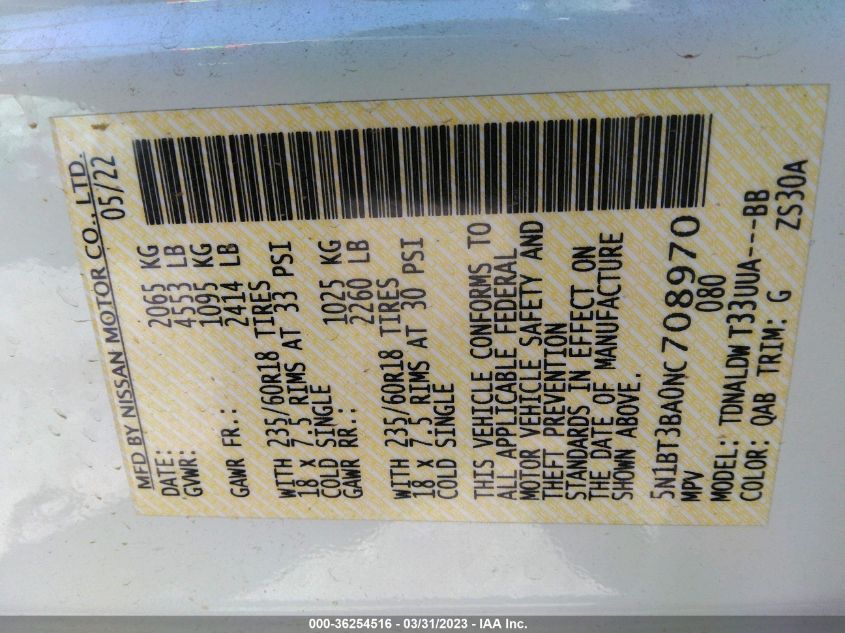 MFD BY NISSAN MOTOR CO., LTD.
DATE: 05/22
GVWR: 2065 KG
4553 LB
GAWR FR.: 1095 KG
2414 LB
WITH 235/60R18 TIRES
18 X 7.5 RIMS AT 33 PSI
COLD SINGLE
GAWR RR.: 1025 KG
2260 LB
WITH 235/60R18 TIRES
18 X 7.5 RIMS AT 30 PSI
COLD SINGLE
THIS VEHICLE CONFORMS TO
ALL APPLICABLE FEDERAL
MOTOR VEHICLE SAFETY AND
THEFT PREVENTION
STANDARDS IN EFFECT ON
THE DATE OF MANUFACTURE
SHOWN ABOVE.
5N1BT3BA0NC708970
MPV 080
MODEL: TDNALDW T33UUA----BB
COLOR: QAB TRIM: G ZS30A
000-36254516 | 03/31/2023 - IAA Inc.